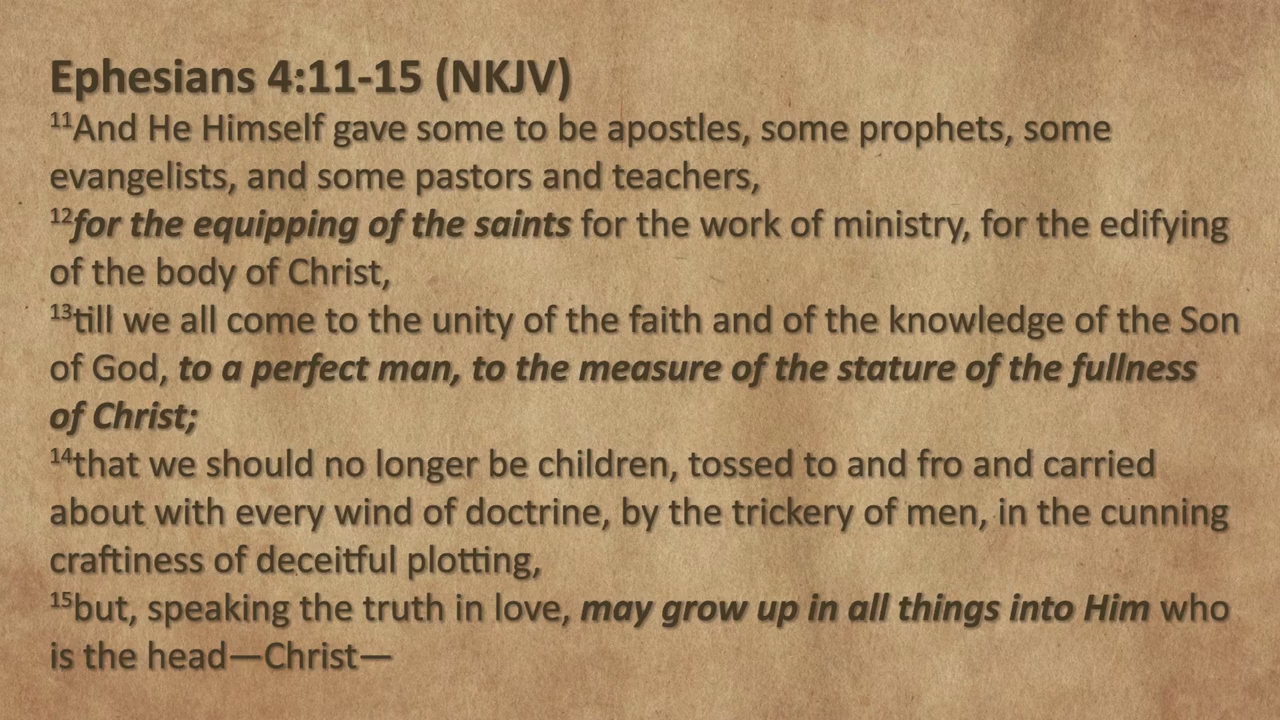 Ephesians 4:11-15 (NKJV)
11And He Himself gave some to be apostles, some prophets, some
evangelists, and some pastors and teachers,
12for the equipping of the saints for the work of ministry, for the edifying
of the body of Christ,
13till we all come to the unity of the faith and of the knowledge of the Son
of God, to a perfect man, to the measure of the stature of the fullness
of Christ;
14that we should no longer be children, tossed to and fro and carried
about with every wind of doctrine, by the trickery of men, in the cunning
craftiness of deceitful plotting,
15but, speaking the truth in love, may grow up in all things into Him who
is the head—Christ—